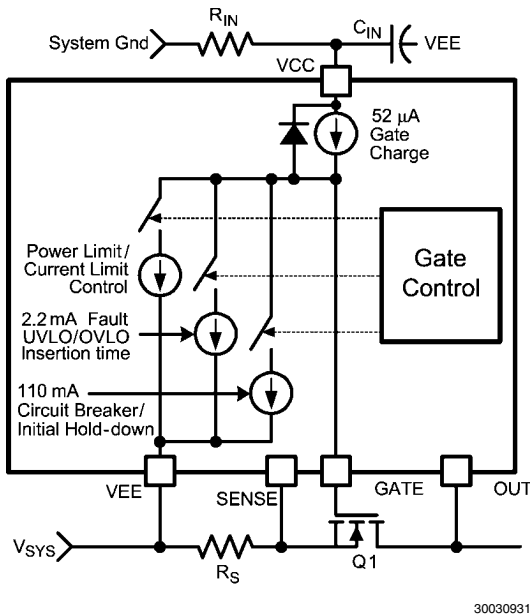 R_IN
C_IN
System Gnd
VEE
VCC
52 µA
Gate
Charge
Power Limit/
Current Limit
Control
Gate
Control
2.2 mA Fault
UVLO/OVLO
Insertion time
110 mA
Circuit Breaker/
Initial Hold-down
VEE
SENSE
GATE
OUT
V_SYS
R_S
Q1
30030931